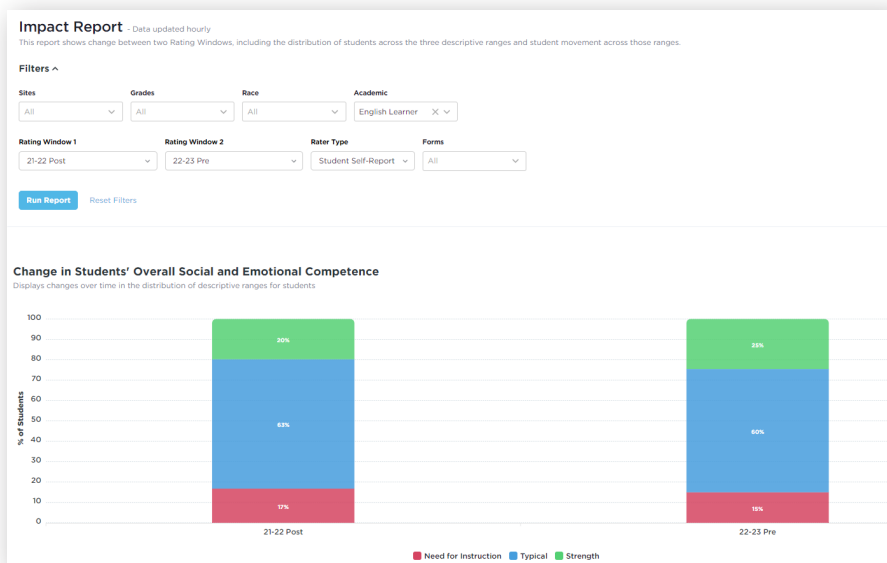 Impact Report - Data updated hourly
This report shows change between two Rating Windows, including the distribution of students across the three descriptive ranges and student movement across those ranges.
Filters
Sites Grades Race Academic
All All All English Learner
Rating Window 1 Rating Window 2 Rater Type Forms
21-22 Post 22-23 Pre Student Self-Report All
Run Report Reset Filters
Change in Students' Overall Social and Emotional Competence
Displays changes over time in the distribution of descriptive ranges for students
% of Students
100
90
80
70
60
50
40
30
20
10
0
20% 25%
63% 60%
17% 15%
21-22 Post 22-23 Pre
Need for Instruction Typical Strength